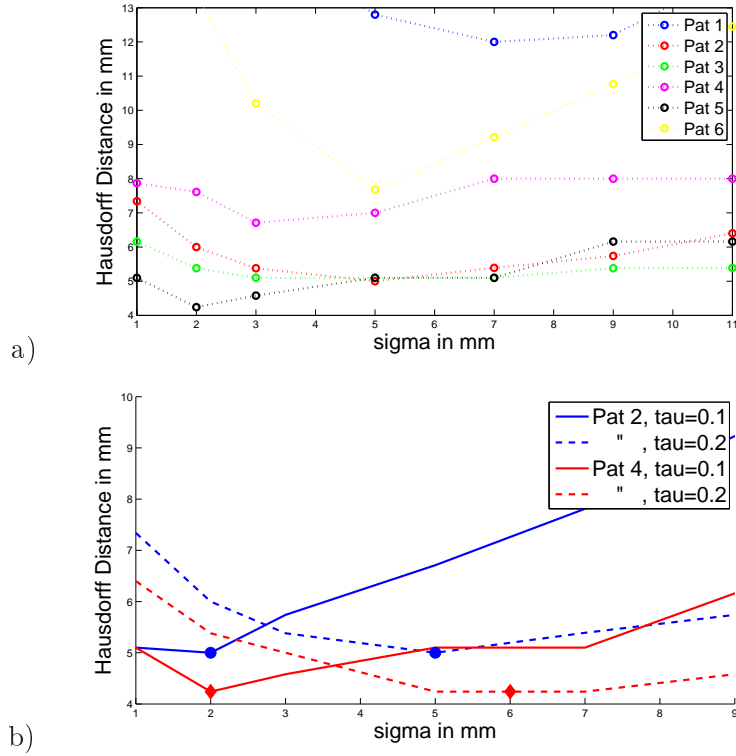 13
12
11
10
9
8
7
6
5
4
Hausdorff Distance in mm
Pat 1
Pat 2
Pat 3
Pat 4
Pat 5
Pat 6
1 2 3 4 5 6 7 8 9 10 11
sigma in mm
a)
10
9
8
7
6
5
4
Hausdorff Distance in mm
Pat 2, tau=0.1
" , tau=0.2
Pat 4, tau=0.1
" , tau=0.2
1 2 3 4 5 6 7 8 9
sigma in mm
b)